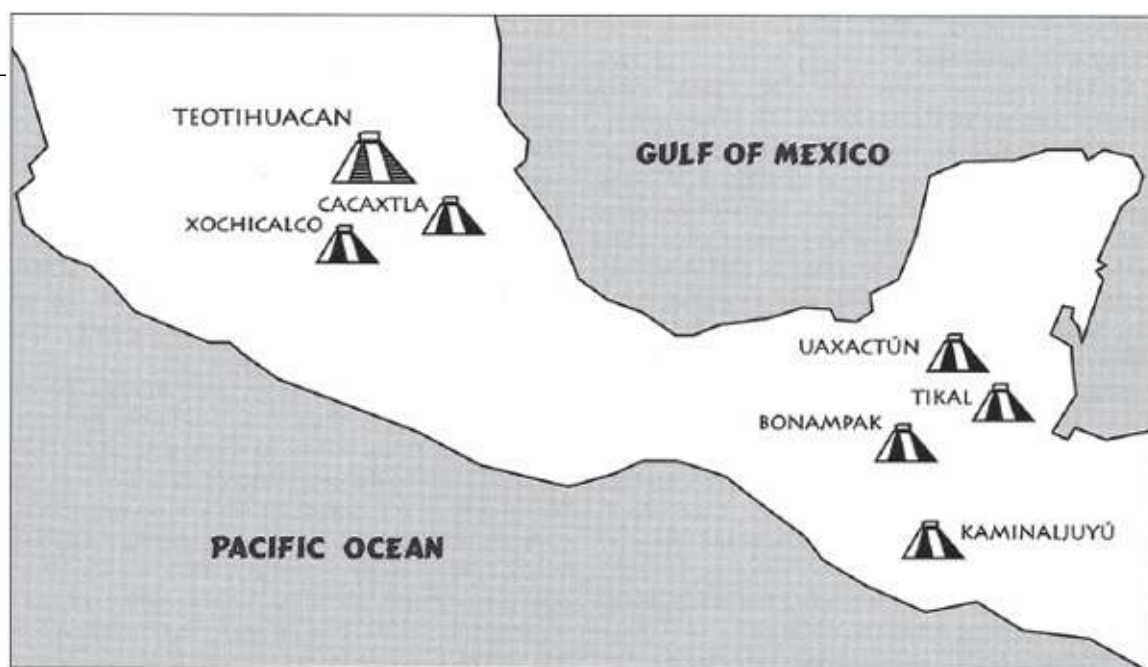 TEOTIHUACAN
GULF OF MEXICO
CACAXTLA
XOCHICALCO
UAXACTÚN
TIKAL
BONAMPAK
KAMINALJUYÚ
PACIFIC OCEAN